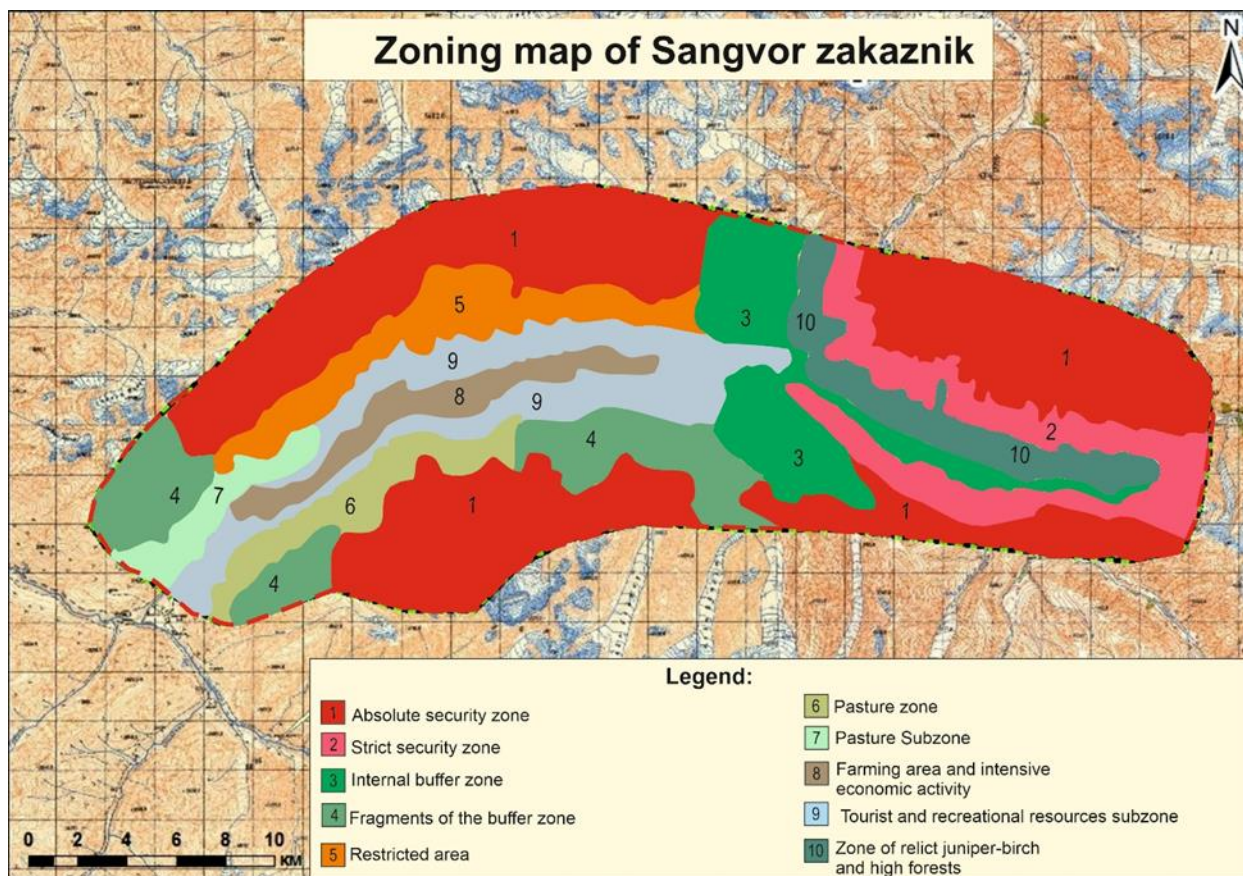 Zoning map of Sangvor zakaznik
N
1
5
3
10
1
9
8
9
2
4
3
10
4
7
6
1
1
4
Legend:
1 Absolute security zone
2 Strict security zone
3 Internal buffer zone
4 Fragments of the buffer zone
5 Restricted area
6 Pasture zone
7 Pasture Subzone
8 Farming area and intensive
economic activity
9 Tourist and recreational resources subzone
10 Zone of relict juniper-birch
and high forests
0 2 4 6 8 10
KM